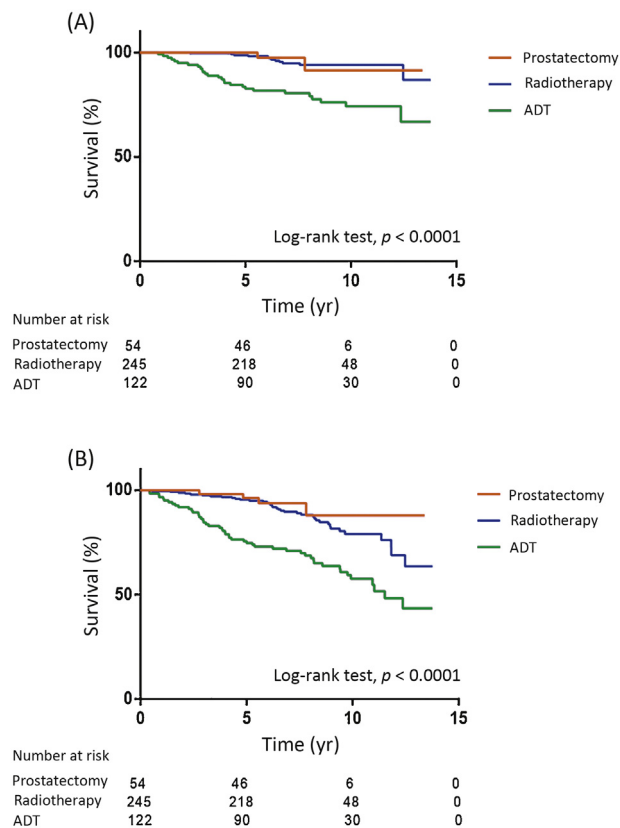 (A)
100
50
0
Survival (%)
Prostatectomy
Radiotherapy
ADT
Log-rank test, p < 0.0001
0 5 10 15
Time (yr)
Number at risk
Prostatectomy 54 46 6 0
Radiotherapy 245 218 48 0
ADT 122 90 30 0
(B)
100
50
0
Survival (%)
Prostatectomy
Radiotherapy
ADT
Log-rank test, p < 0.0001
0 5 10 15
Time (yr)
Number at risk
Prostatectomy 54 46 6 0
Radiotherapy 245 218 48 0
ADT 122 90 30 0